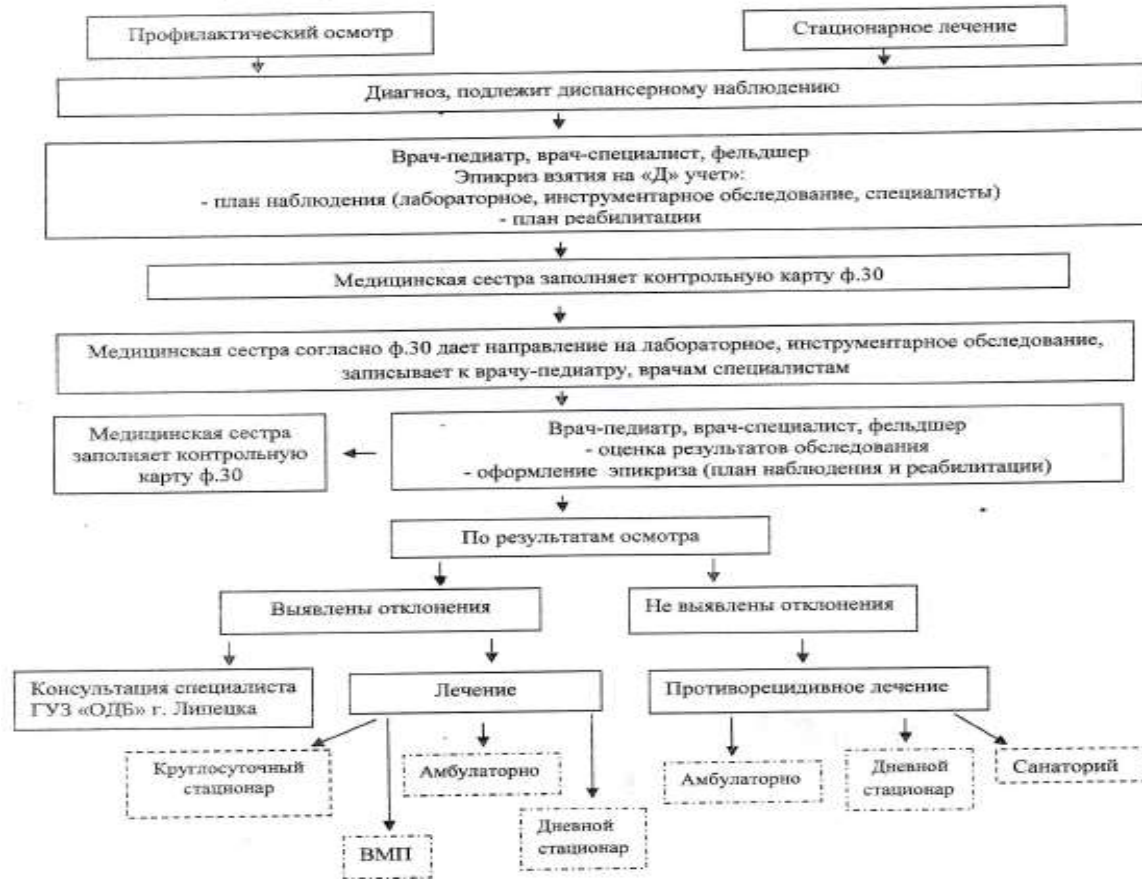 Профилактический осмотр
Стационарное лечение
Диагноз, подлежит диспансерному наблюдению
Врач-педиатр, врач-специалист, фельдшер
Эпикриз взятия на «Д» учет»:
- план наблюдения (лабораторное, инструментарное обследование, специалисты)
- план реабилитации
Медицинская сестра заполняет контрольную карту ф.30
Медицинская сестра согласно ф.30 дает направление на лабораторное, инструментарное обследование,
записывает к врачу-педиатру, врачам специалистам
Медицинская сестра
заполняет контрольную
карту ф.30
Врач-педиатр, врач-специалист, фельдшер
- оценка результатов обследования
- оформление эпикриза (план наблюдения и реабилитации)
По результатам осмотра
Выявлены отклонения
Не выявлены отклонения
Консультация специалиста
ГУЗ «ОДБ» г. Липецка
Лечение
Противорецидивное лечение
Круглосуточный
стационар
ВМП
Амбулаторно
Дневной
стационар
Амбулаторно
Дневной
стационар
Санаторий